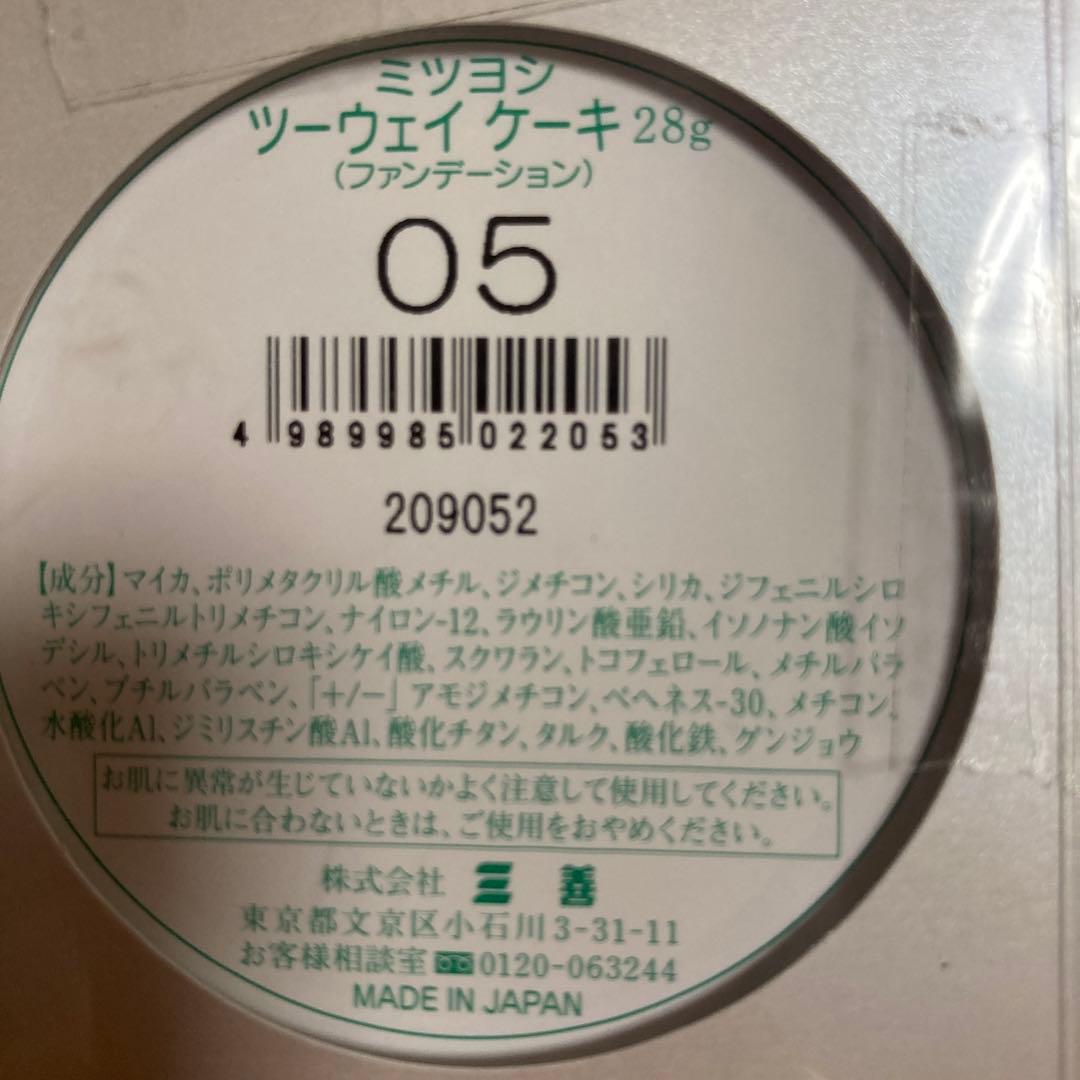 ミツヨシ
ツーウェイ ケーキ 28g
(ファンデーション)
05
4 989985 022053
209052
【成分】マイカ、ポリメタクリル酸メチル、ジメチコン、シリカ、ジフェニルシロ
キシフェニルトリメチコン、ナイロン-12、ラウリン酸亜鉛、イソノナン酸イソ
デシル、トリメチルシロキシケイ酸、スクワラン、トコフェロール、メチルパラ
ベン、ブチルパラベン、「+/ー」アモジメチコン、ベヘネス-30、メチコン、
水酸化Al、ジミリスチン酸Al、酸化チタン、タルク、酸化鉄、ゲンジョウ
お肌に異常が生じていないかよく注意して使用してください。
お肌に合わないときは、ご使用をおやめください。
株式会社 三善
東京都文京区小石川3-31-11
お客様相談室 0120-063244
MADE IN JAPAN